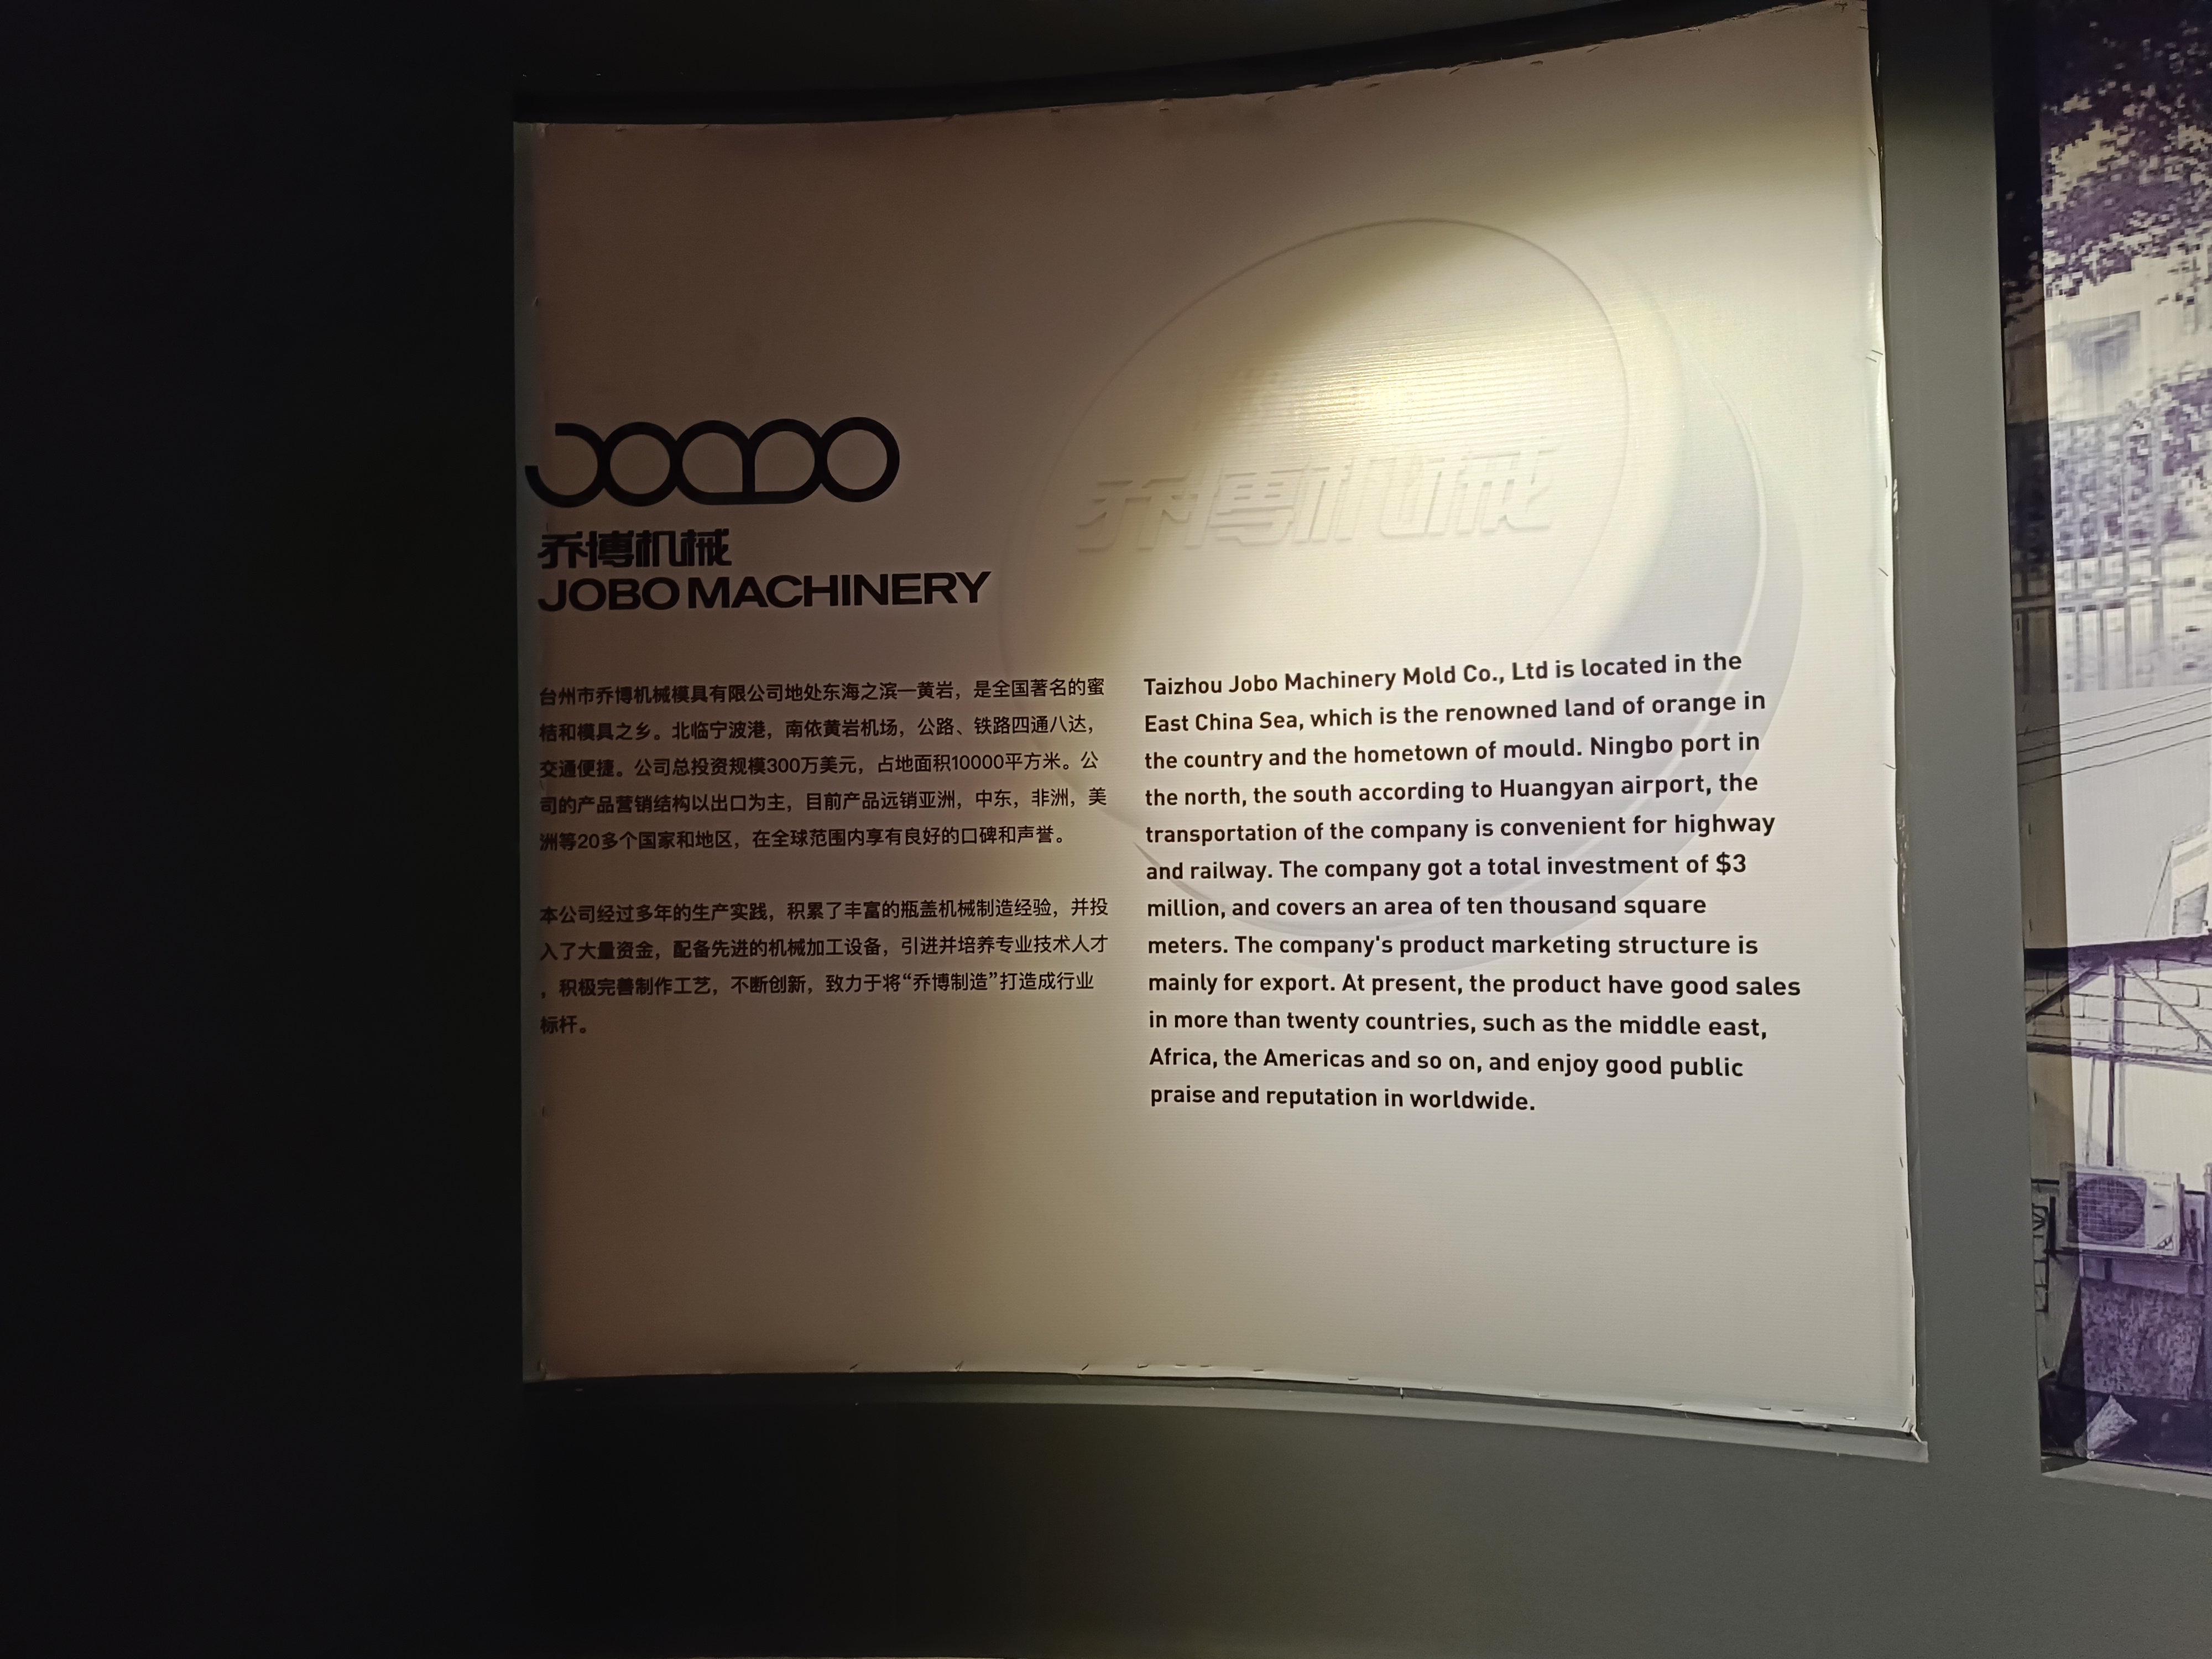 JOBO
乔博机械
JOBO MACHINERY
乔博机械
台州市乔博机械模具有限公司地处东海之滨一黄岩，是全国著名的蜜
桔和模具之乡。北临宁波港，南依黄岩机场，公路、铁路四通八达，
交通便捷。公司总投资规模300万美元，占地面积10000平方米。公
司的产品营销结构以出口为主，目前产品远销亚洲，中东，非洲，美
洲等20多个国家和地区，在全球范围内享有良好的口碑和声誉。
本公司经过多年的生产实践，积累了丰富的瓶盖机械制造经验，并投
入了大量资金，配备先进的机械加工设备，引进并培养专业技术人才
，积极完善制作工艺，不断创新，致力于将“乔博制造”打造成行业
标杆。
Taizhou Jobo Machinery Mold Co., Ltd is located in the
East China Sea, which is the renowned land of orange in
the country and the hometown of mould. Ningbo port in
the north, the south according to Huangyan airport, the
transportation of the company is convenient for highway
and railway. The company got a total investment of $3
million, and covers an area of ten thousand square
meters. The company's product marketing structure is
mainly for export. At present, the product have good sales
in more than twenty countries, such as the middle east,
Africa, the Americas and so on, and enjoy good public
praise and reputation in worldwide.